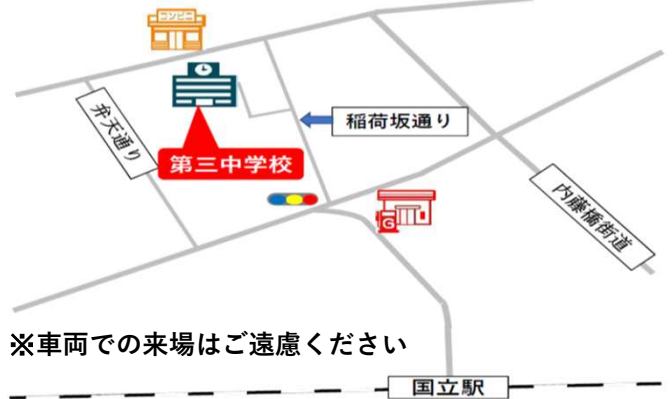 コンビニ
弁天通り
稲荷坂通り
第三中学校
内藤橋街道
G
※車両での来場はご遠慮ください
国立駅